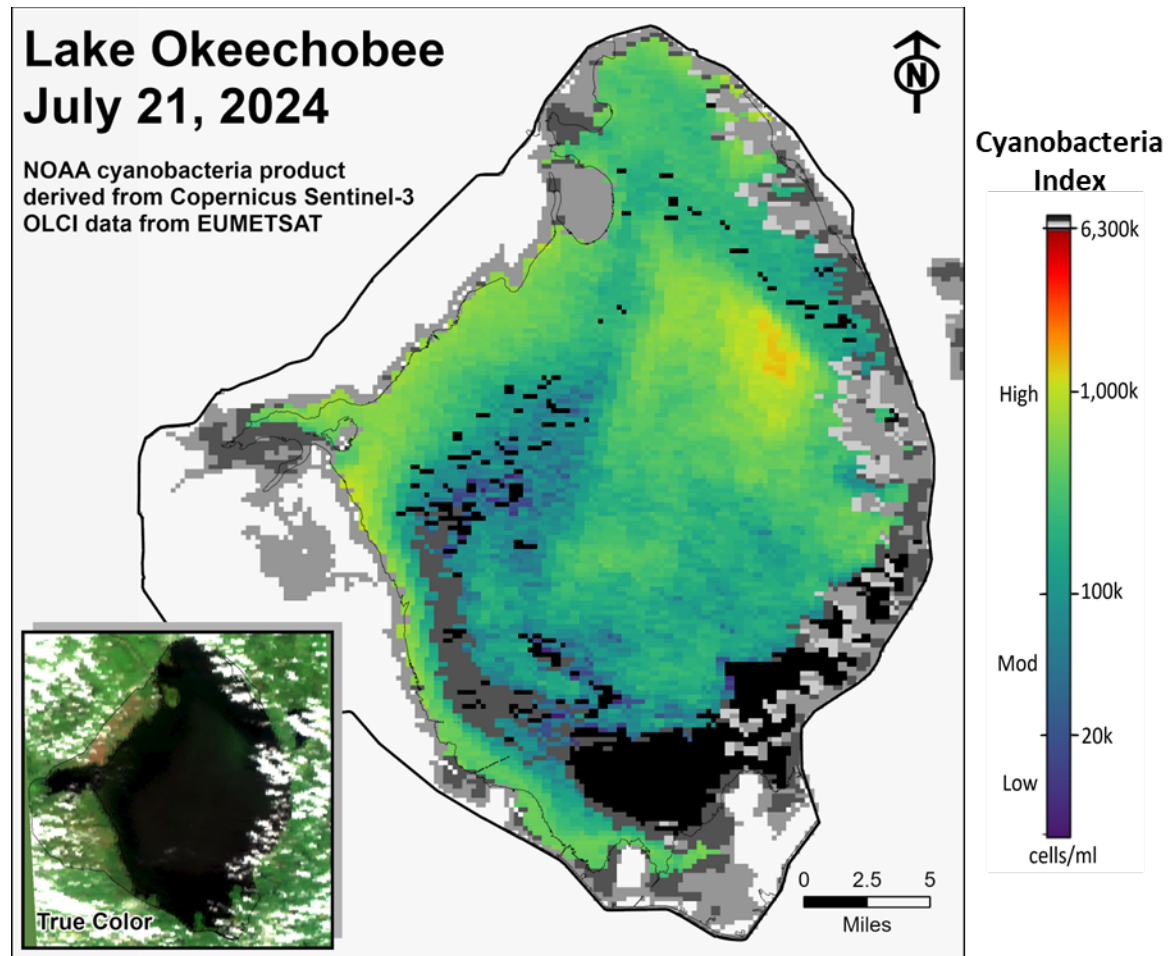 Lake Okeechobee
July 21, 2024
NOAA cyanobacteria product
derived from Copernicus Sentinel-3
OLCI data from EUMETSAT
N
Cyanobacteria
Index
6,300k
High
1,000k
100k
Mod
20k
Low
cells/ml
True Color
0 2.5 5
Miles